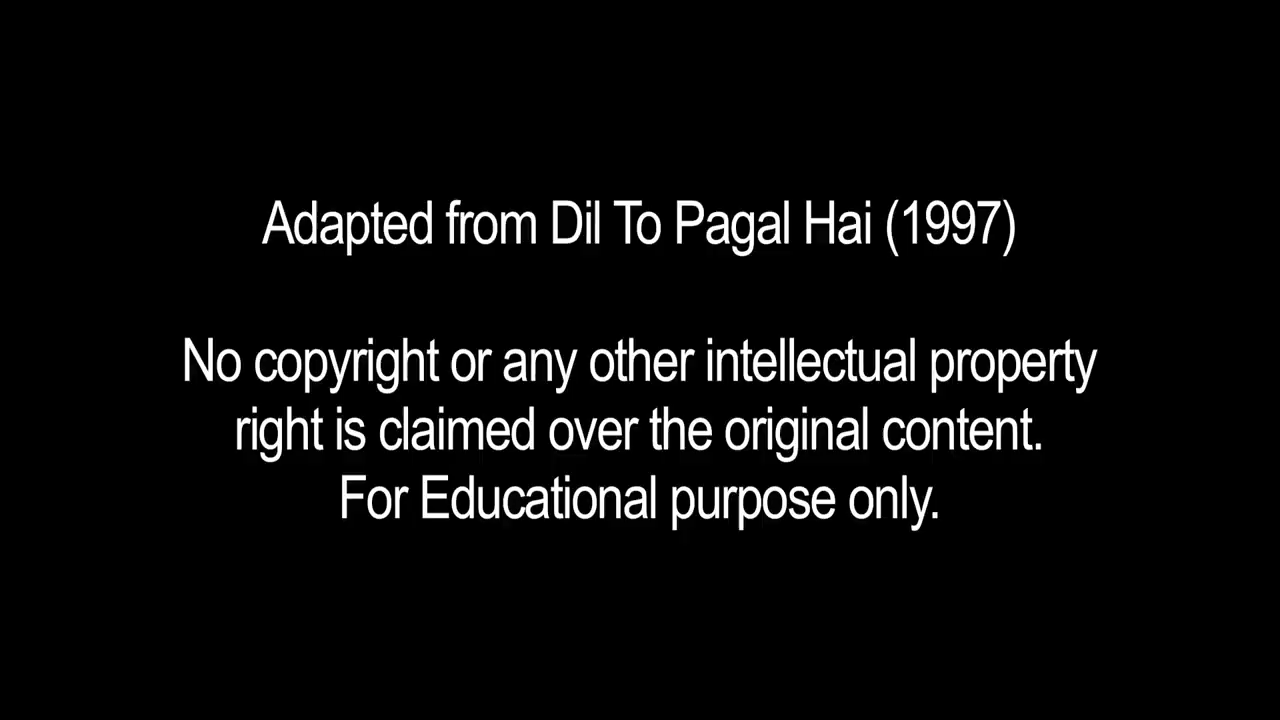 Adapted from Dil To Pagal Hai (1997)
No copyright or any other intellectual property
right is claimed over the original content.
For Educational purpose only.